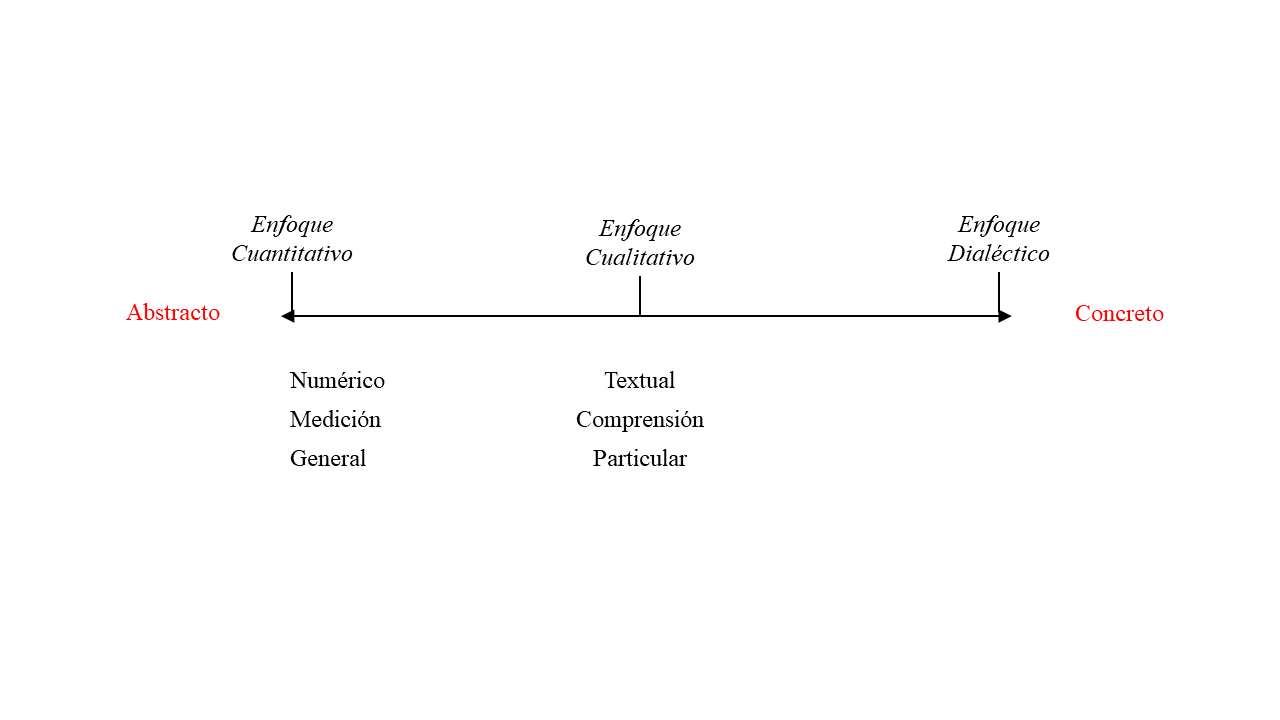 Enfoque
Cuantitativo
Enfoque
Cualitativo
Enfoque
Dialéctico
Abstracto
Concreto
Numérico
Medición
General
Textual
Comprensión
Particular